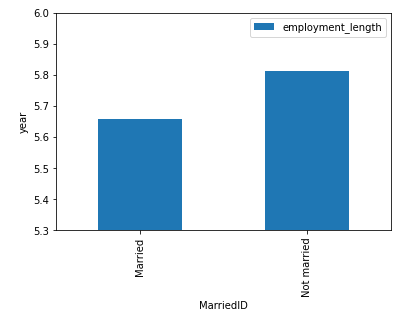 6.0
5.9
5.8
5.7
5.6
5.5
5.4
5.3
year
employment_length
Married
Not married
MarriedID